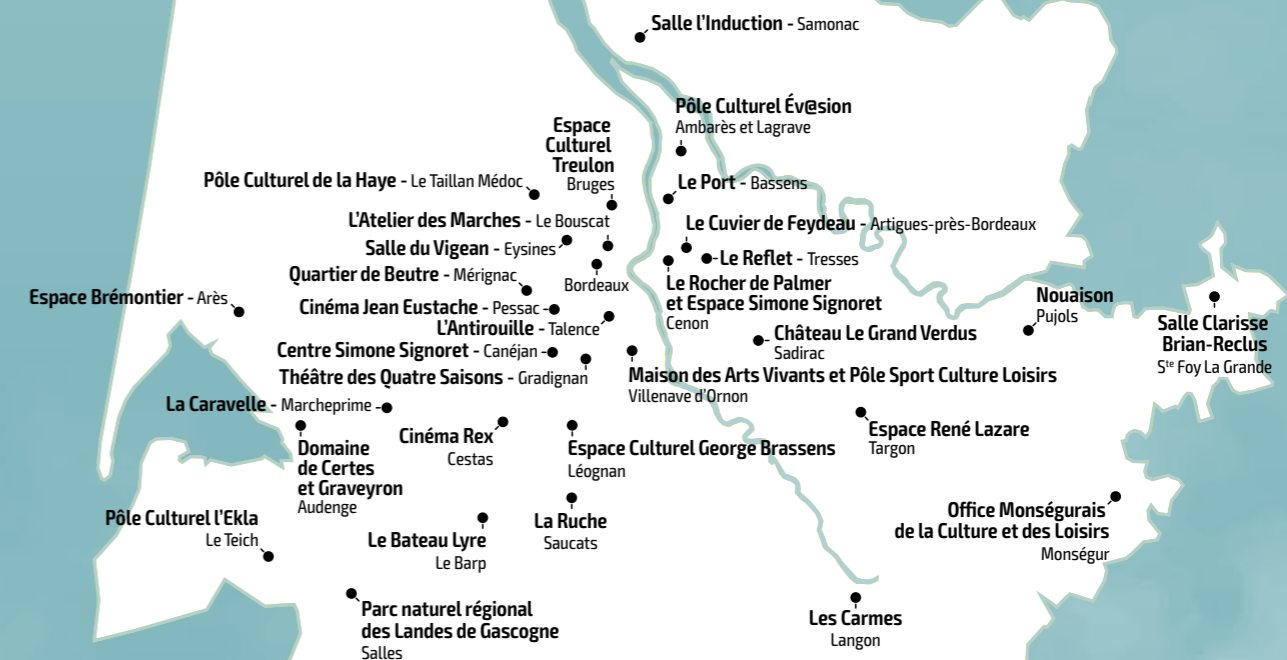 Salle l'Induction - Samonac
Pôle Culturel Év@sion
Ambarès et Lagrave
Espace
Culturel
Treulon
Bruges
Pôle Culturel de la Haye - Le Taillan Médoc
Le Port - Bassens
L'Atelier des Marches - Le Bouscat
Le Cuvier de Feydeau - Artigues-près-Bordeaux
Salle du Vigean - Eysines
Le Reflet - Tresses
Quartier de Beutre - Mérignac
Bordeaux
Le Rocher de Palmer
et Espace Simone Signoret
Cenon
Espace Brémontier - Arès
Cinéma Jean Eustache - Pessac
L'Antirouille - Talence
Nouaison
Pujols
Salle Clarisse
Brian-Reclus
Ste Foy La Grande
Château Le Grand Verdus
Sadirac
Centre Simone Signoret - Canéjan
Théâtre des Quatre Saisons - Gradignan
Maison des Arts Vivants et Pôle Sport Culture Loisirs
Villenave d'Ornon
La Caravelle - Marcheprime
Domaine
de Certes
et Graveyron
Audenge
Cinéma Rex
Cestas
Espace Culturel George Brassens
Léognan
Espace René Lazare
Targon
Pôle Culturel l'Ekla
Le Teich
Le Bateau Lyre
Le Barp
La Ruche
Saucats
Office Monségurais
de la Culture et des Loisirs
Monségur
Parc naturel régional
des Landes de Gascogne
Salles
Les Carmes
Langon